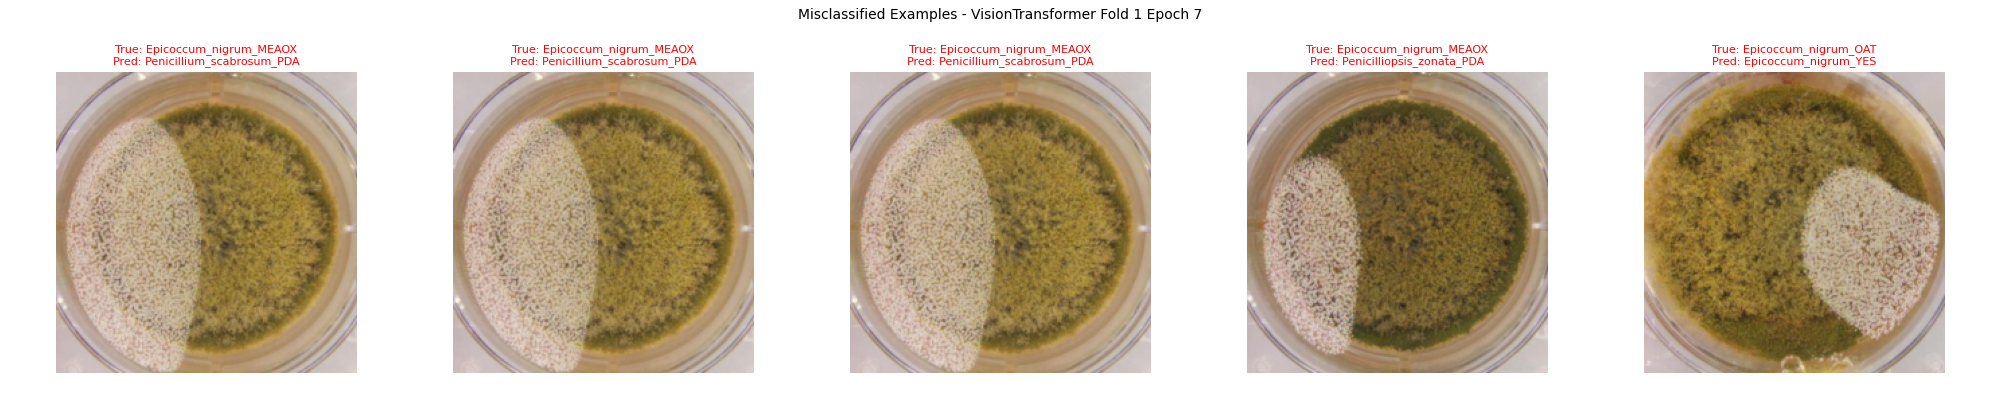 Misclassified Examples - VisionTransformer Fold 1 Epoch 7
True: Epicoccum_nigrum_MEAOX
Pred: Penicillium_scabrosum_PDA
True: Epicoccum_nigrum_MEAOX
Pred: Penicillium_scabrosum_PDA
True: Epicoccum_nigrum_MEAOX
Pred: Penicillium_scabrosum_PDA
True: Epicoccum_nigrum_MEAOX
Pred: Penicilliopsis_zonata_PDA
True: Epicoccum_nigrum_OAT
Pred: Epicoccum_nigrum_YES